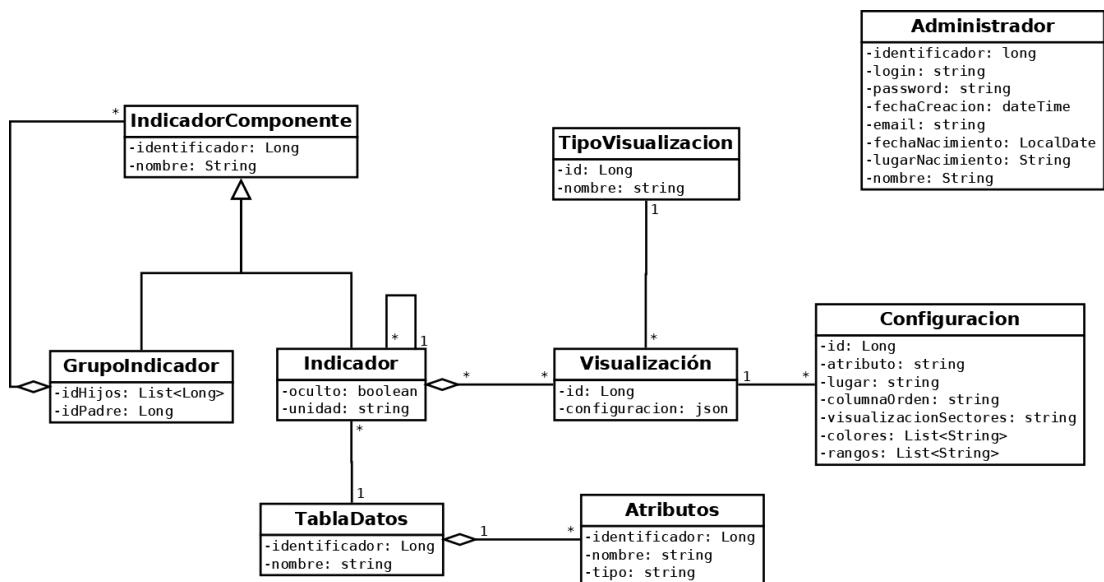 Administrador
-identificador: long
-login: string
-password: string
-fechaCreacion: dateTime
-email: string
-fechaNacimiento: LocalDate
-lugarNacimiento: String
-nombre: String
*
IndicadorComponente
-identificador: Long
-nombre: String
TipoVisualizacion
-id: Long
-nombre: string
1
*
GrupoIndicador
-idHijos: List<Long>
-idPadre: Long
*
1
Indicador
-oculto: boolean
-unidad: string
*
*
*
Visualización
-id: Long
-configuracion: json
1
*
Configuracion
-id: Long
-atributo: string
-lugar: string
-columnaOrden: string
-visualizacionSectores: string
-colores: List<String>
-rangos: List<String>
1
TablaDatos
-identificador: Long
-nombre: string
1
*
Atributos
-identificador: Long
-nombre: string
-tipo: string